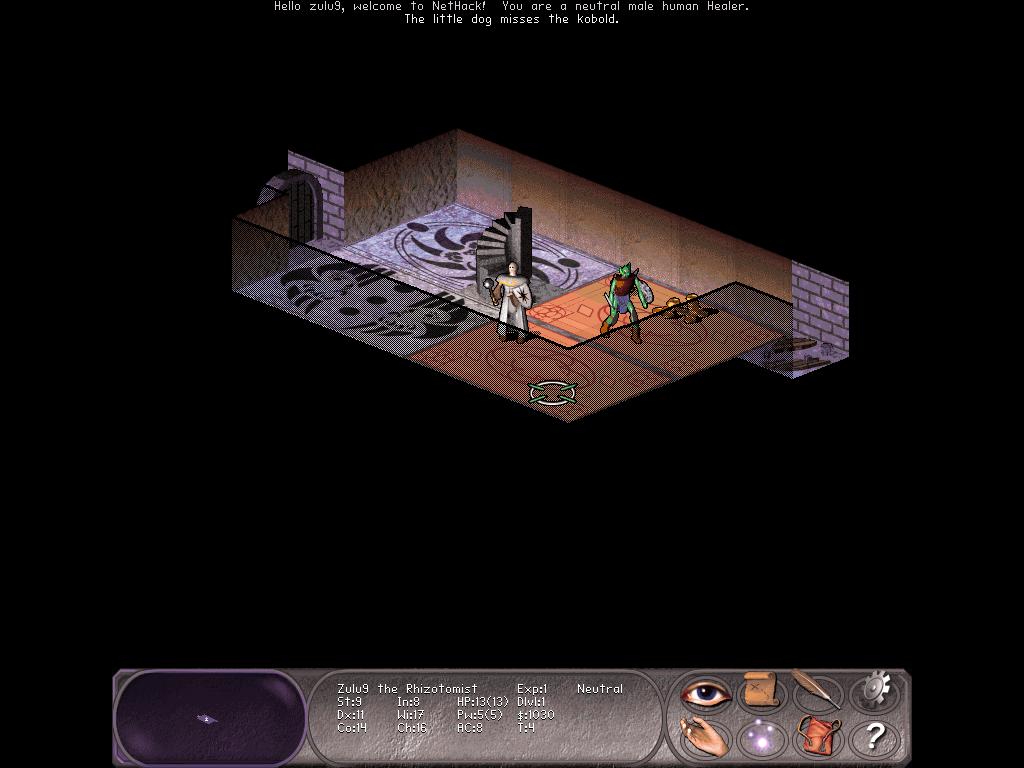 Hello zulu9, welcome to NetHack!  You are a neutral male human Healer.
The little dog misses the kobold.
Zulu9 the Rhizotomist Exp:1 Neutral
St:9 In:8 HP:13(13) Dlvl:1
Dx:11 Wi:17 Pw:5(5) $:1030
Co:14 Ch:16 AC:8 T:4
?